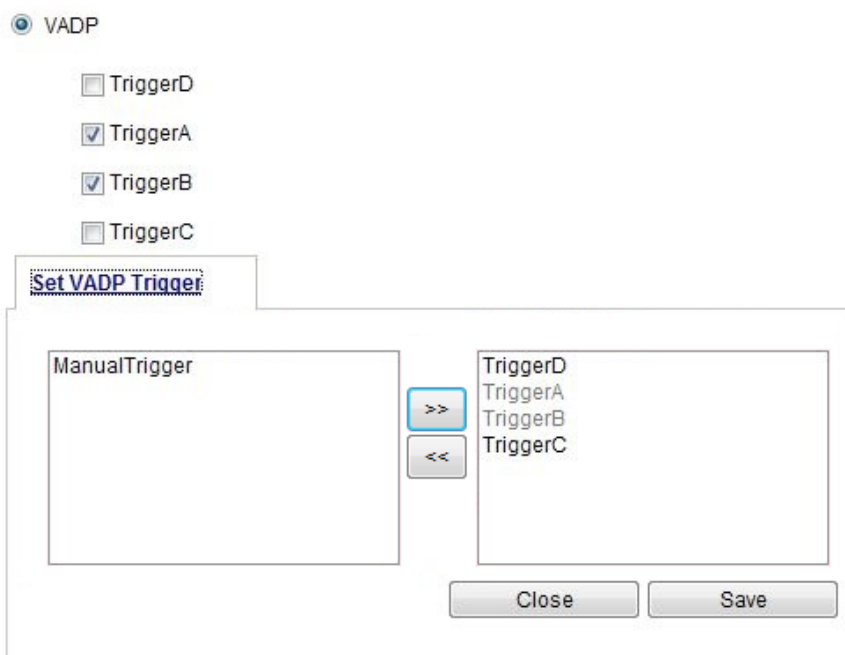 VADP
TriggerD
TriggerA
TriggerB
TriggerC
Set VADP Trigger
ManualTrigger
>>
<<
TriggerD
TriggerA
TriggerB
TriggerC
Close
Save